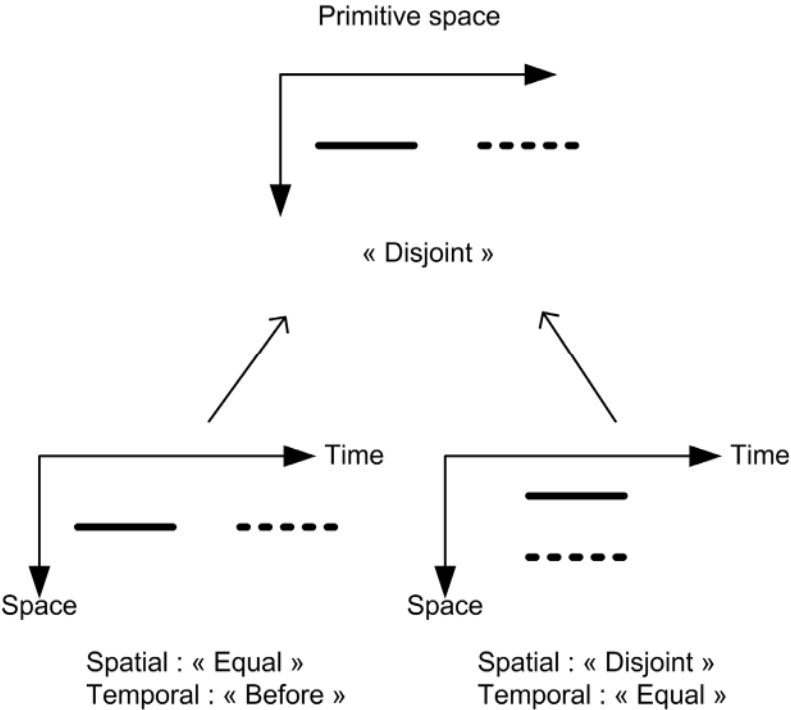 Primitive space
« Disjoint »
Time
Space
Spatial : « Equal »
Temporal : « Before »
Time
Space
Spatial : « Disjoint »
Temporal : « Equal »